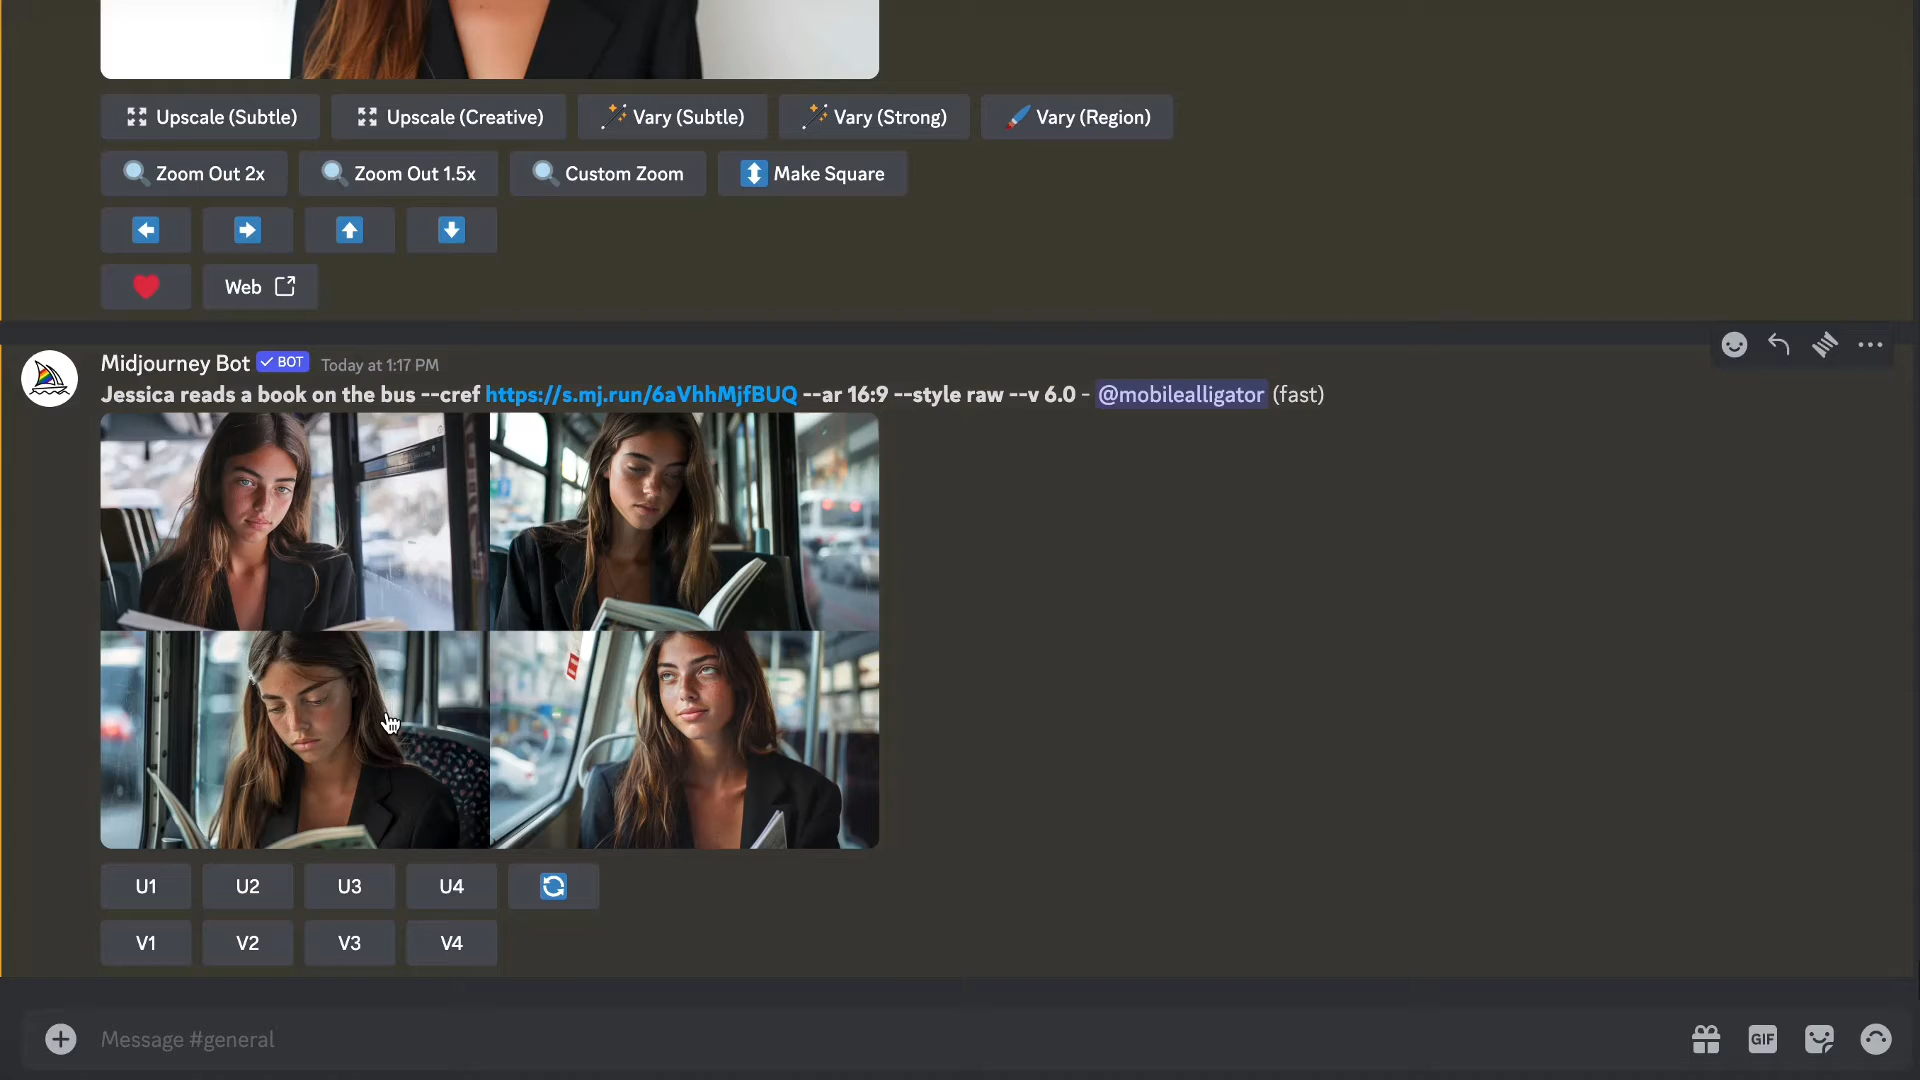 Upscale (Subtle) Upscale (Creative) Vary (Subtle) Vary (Strong) Vary (Region)
Zoom Out 2x Zoom Out 1.5x Custom Zoom Make Square
Web
Midjourney Bot BOT Today at 1:17 PM
Jessica reads a book on the bus --cref https://s.mj.run/6aVhhMjfBUQ --ar 16:9 --style raw --v 6.0 - @mobilealligator (fast)
U1 U2 U3 U4
V1 V2 V3 V4
Message #general GIF